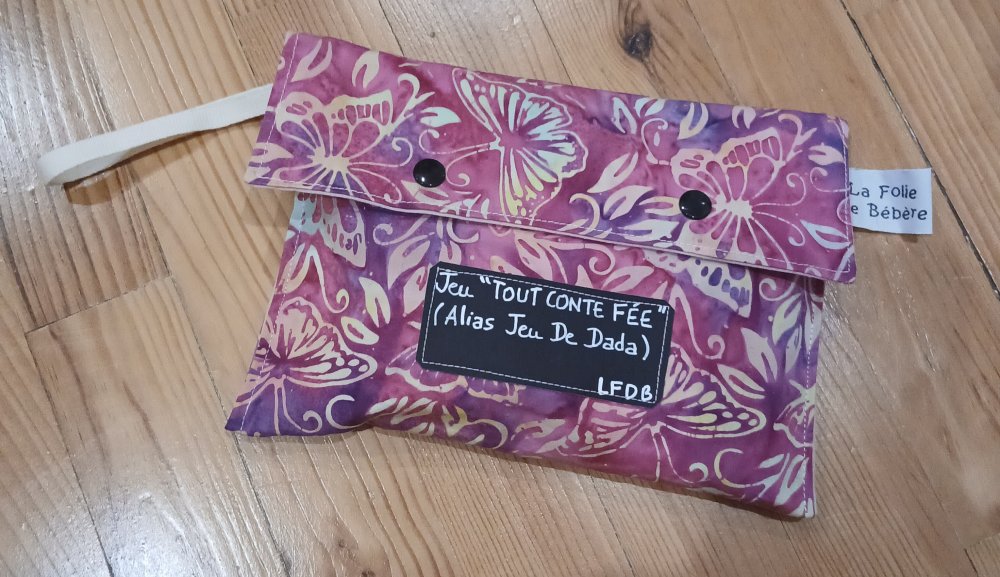 La Folie
e Bébère
Jeu "TOUT CONTE FÉE"
(Alias Jeu De Dada)
LFDB